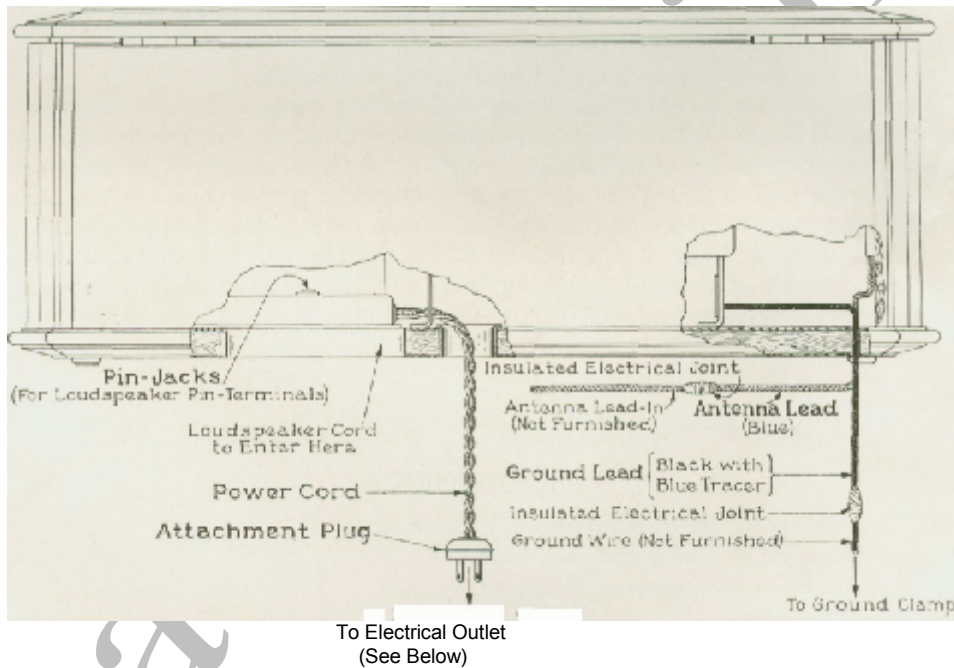 Pin-Jacks
(For Loudspeaker Pin-Terminals)
Loudspeaker Cord
to Enter Here
Power Cord
Attachment Plug
Insulated Electrical Joint
Antenna Lead-In
(Not Furnished)
Antenna Lead
(Blue)
Ground Lead
Black with
Blue Tracer
Insulated Electrical Joint
Ground Wire (Not Furnished)
To Ground Clamp
To Electrical Outlet
(See Below)